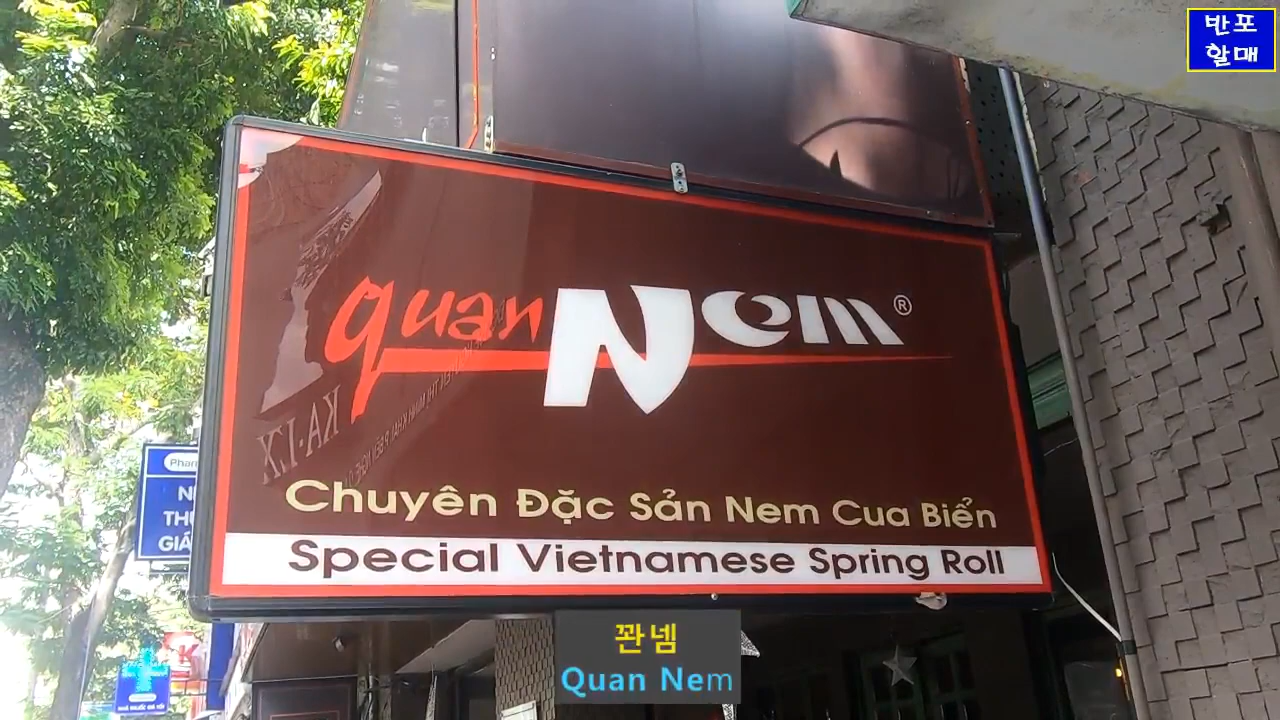 반포
할매
quan Nem ®
Chuyên Đặc Sản Nem Cua Biển
Special Vietnamese Spring Roll
꽌넴
Quan Nem